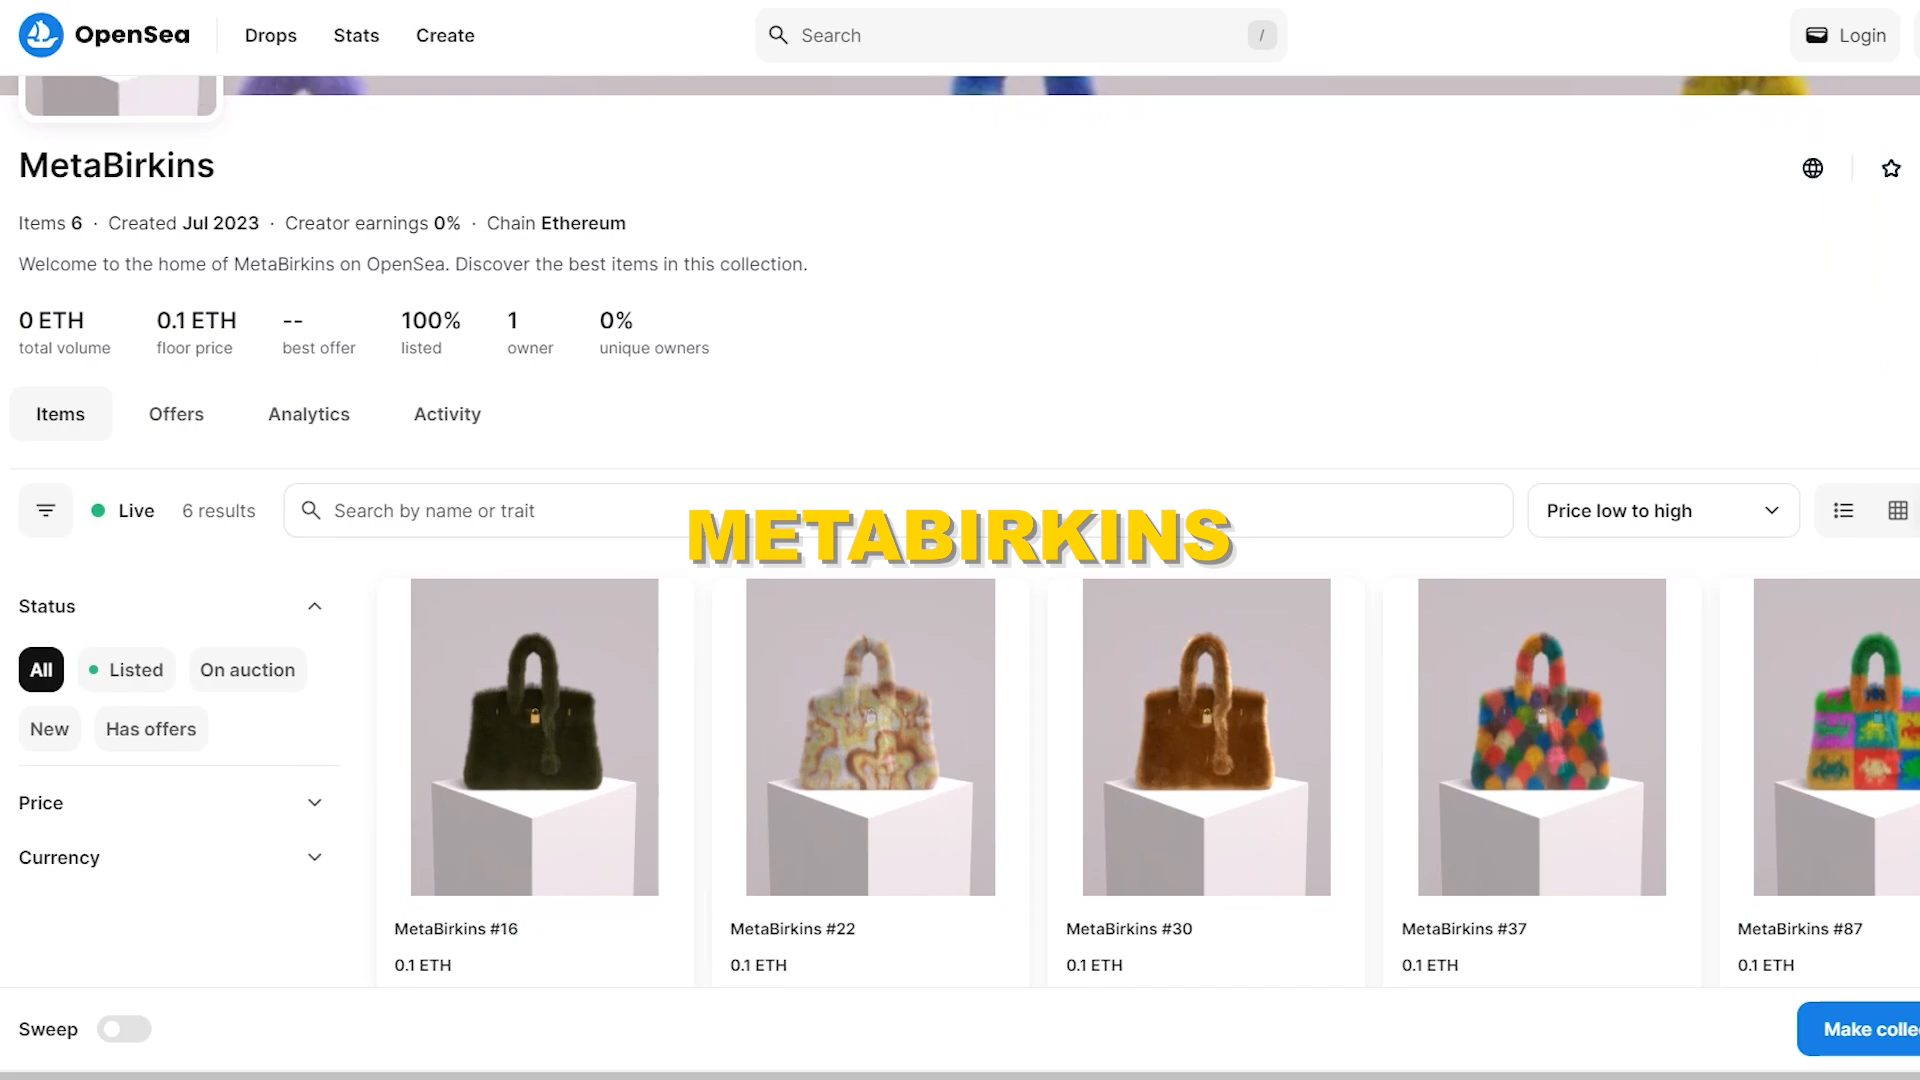 OpenSea Drops Stats Create Search / Login
MetaBirkins
Items 6 · Created Jul 2023 · Creator earnings 0% · Chain Ethereum
Welcome to the home of MetaBirkins on OpenSea. Discover the best items in this collection.
0 ETH 0.1 ETH -- 100% 1 0%
total volume floor price best offer listed owner unique owners
Items Offers Analytics Activity
Live 6 results Search by name or trait Price low to high
METABIRKINS
Status
All Listed On auction
New Has offers
Price
Currency
MetaBirkins #16 MetaBirkins #22 MetaBirkins #30 MetaBirkins #37 MetaBirkins #87
0.1 ETH 0.1 ETH 0.1 ETH 0.1 ETH 0.1 ETH
Sweep Make colle